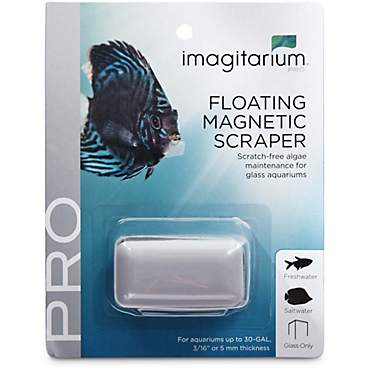 imagitarium
PRO
FLOATING
MAGNETIC
SCRAPER
Scratch-free algae
maintenance for
glass aquariums
PRO
Freshwater
Saltwater
Glass Only
For aquariums up to 30-GAL,
3/16" or 5 mm thickness